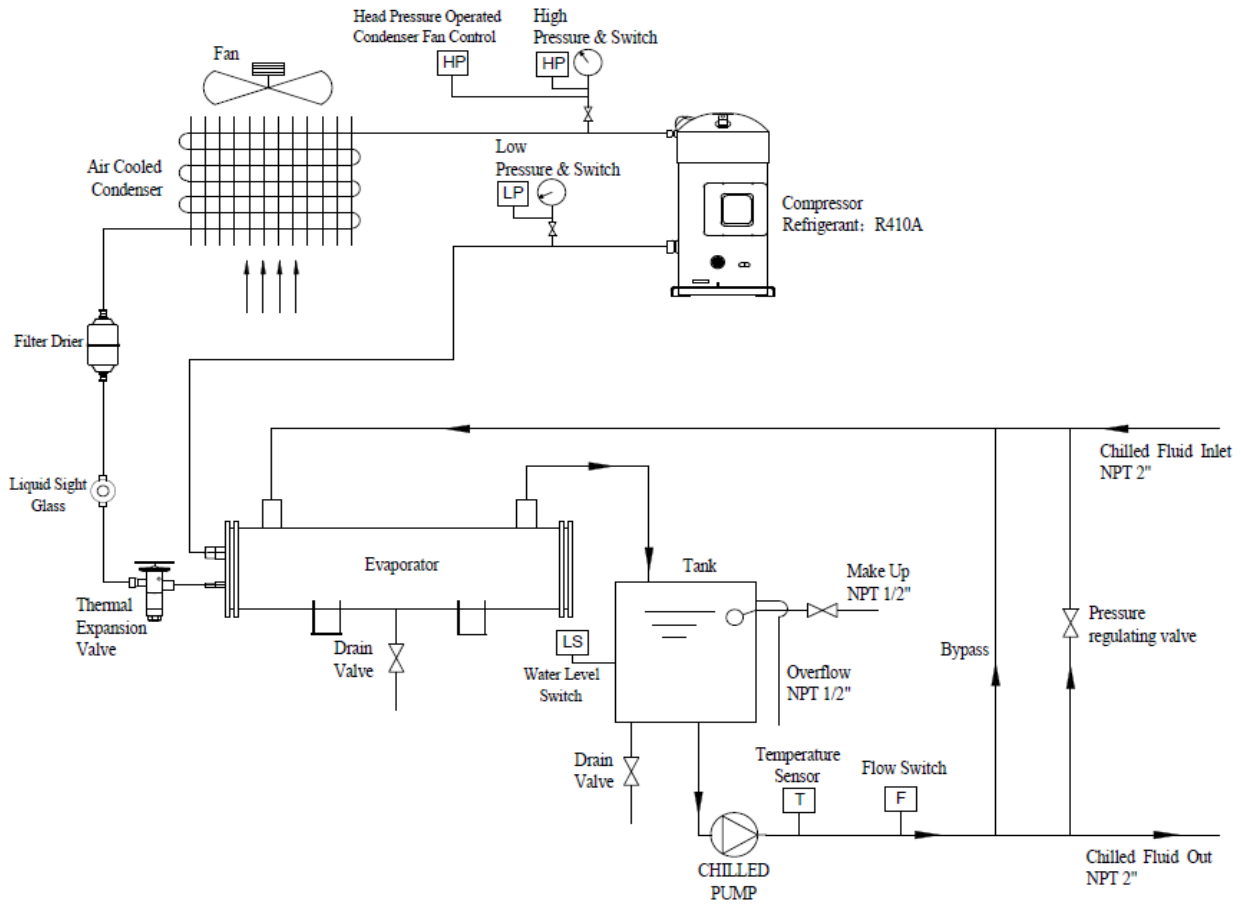 Head Pressure Operated
Condenser Fan Control
HP
High
Pressure & Switch
HP
Fan
Air Cooled
Condenser
Low
Pressure & Switch
LP
Compressor
Refrigerant: R410A
Filter Drier
Liquid Sight
Glass
Thermal
Expansion
Valve
Evaporator
Drain
Valve
LS
Water Level
Switch
Tank
Make Up
NPT 1/2"
Overflow
NPT 1/2"
Drain
Valve
Chilled Fluid Inlet
NPT 2"
Pressure
regulating valve
Bypass
Temperature
Sensor
T
Flow Switch
F
CHILLED
PUMP
Chilled Fluid Out
NPT 2"